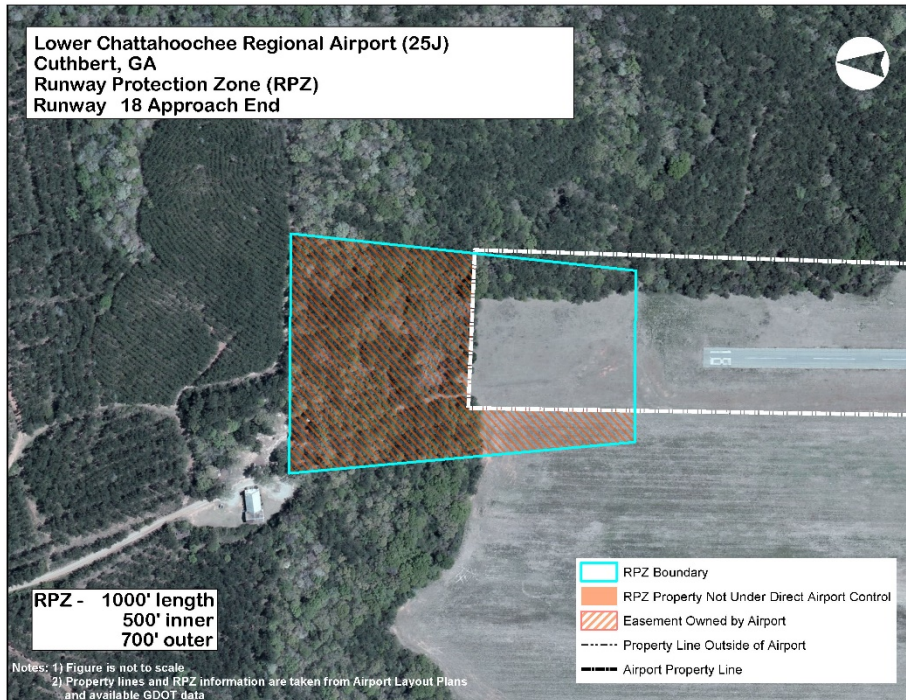 Lower Chattahoochee Regional Airport (25J)
Cuthbert, GA
Runway Protection Zone (RPZ)
Runway 18 Approach End
18
RPZ - 1000' length
500' inner
700' outer
RPZ Boundary
RPZ Property Not Under Direct Airport Control
Easement Owned by Airport
Property Line Outside of Airport
Airport Property Line
Notes: 1) Figure is not to scale
2) Property lines and RPZ information are taken from Airport Layout Plans
and available GDOT data